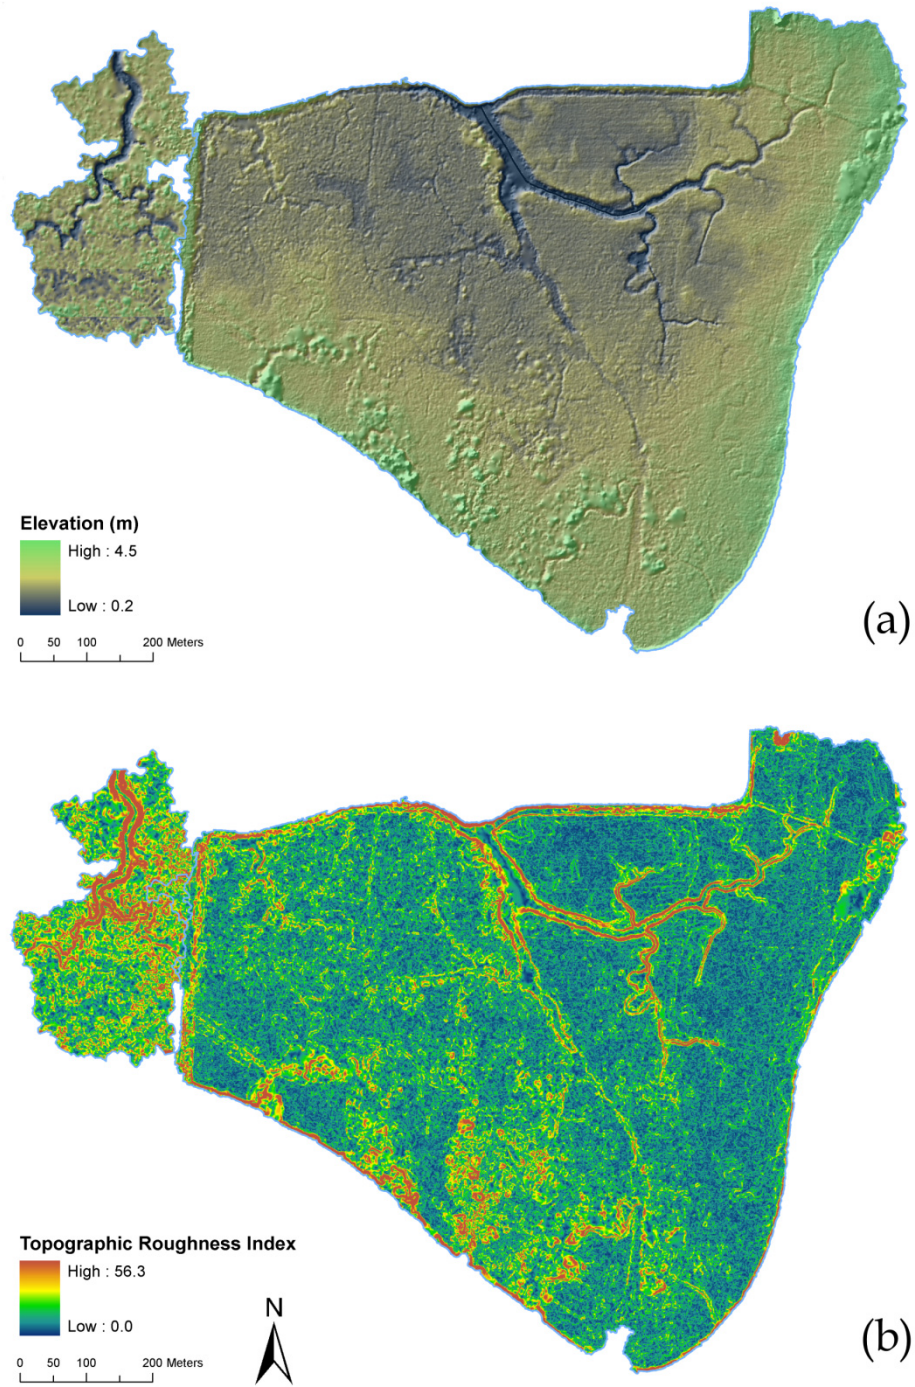 Elevation (m)
High : 4.5
Low : 0.2
0 50 100 200 Meters
(a)
Topographic Roughness Index
High : 56.3
Low : 0.0
N
0 50 100 200 Meters
(b)